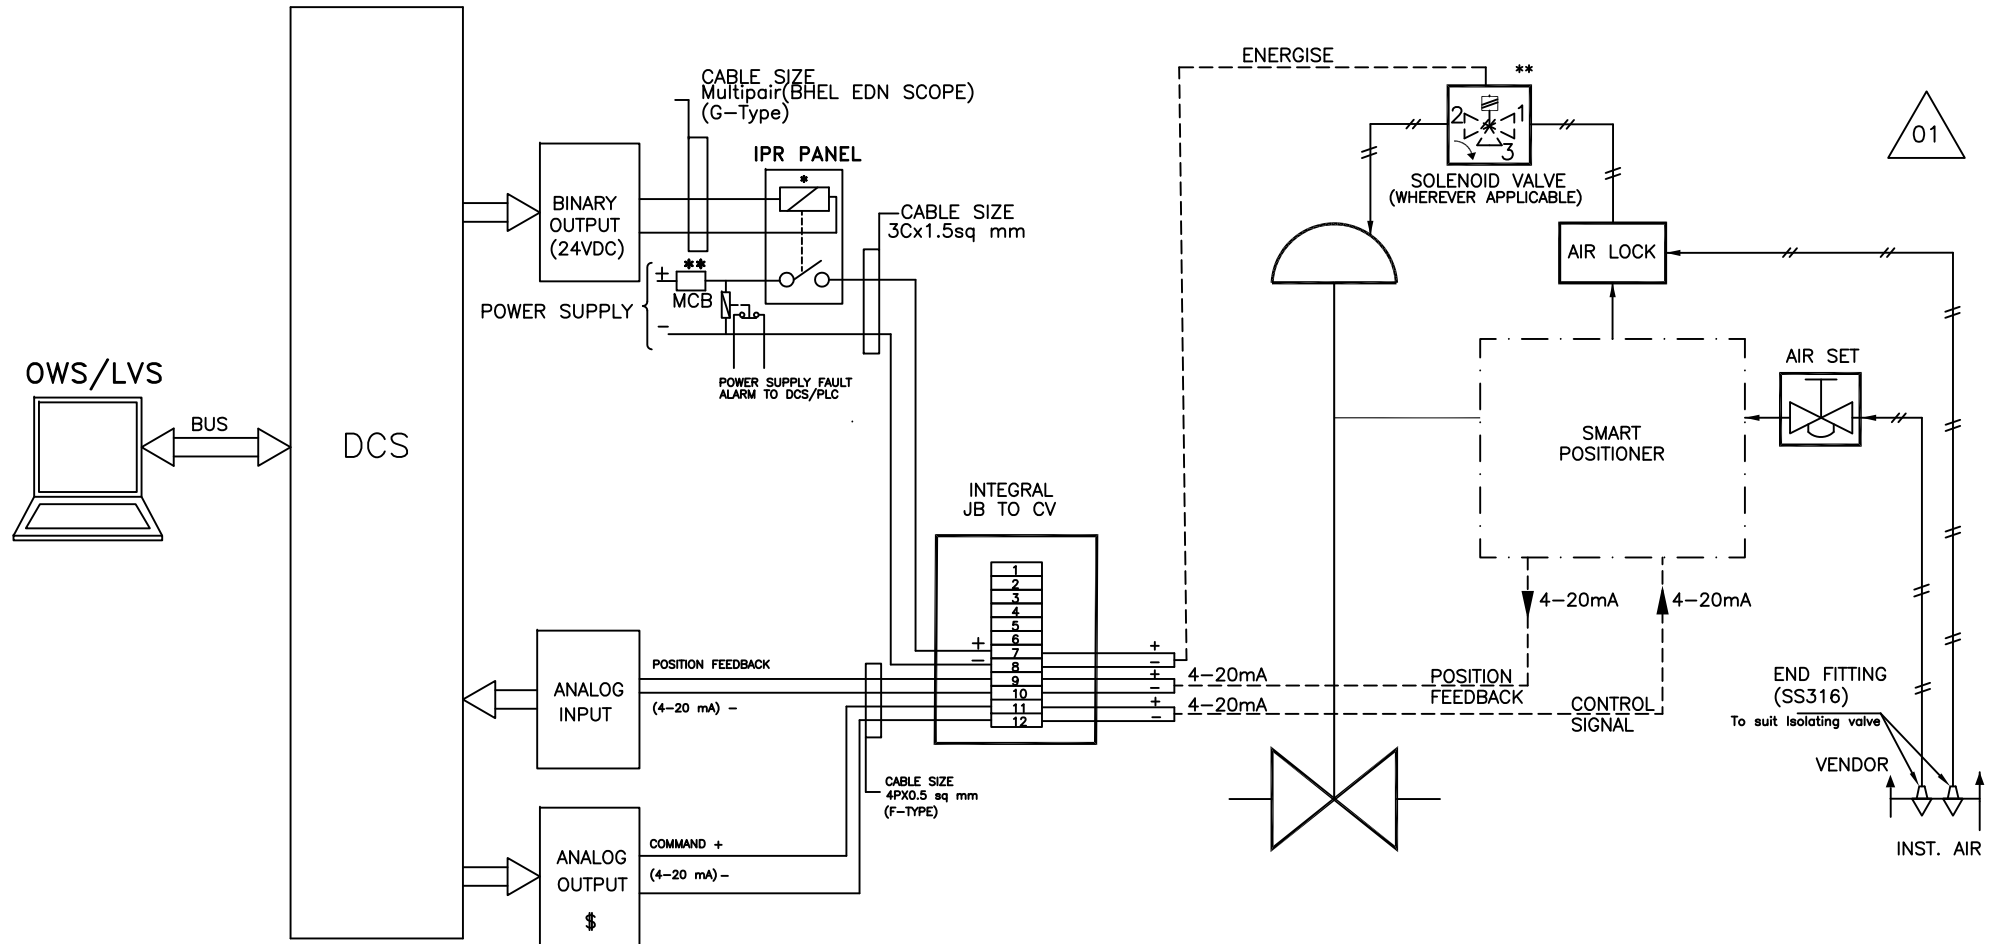 OWS/LVS
BUS
DCS
BINARY
OUTPUT
(24VDC)
CABLE SIZE
Multipair(BHEL EDN SCOPE)
(G-Type)
IPR PANEL
*
CABLE SIZE
3Cx1.5sq mm
POWER SUPPLY
+
**
MCB
-
POWER SUPPLY FAULT
ALARM TO DCS/PLC
ANALOG
INPUT
POSITION FEEDBACK
(4-20 mA) -
ANALOG
OUTPUT
$
COMMAND +
(4-20 mA) -
CABLE SIZE
4PX0.5 sq mm
(F-TYPE)
INTEGRAL
JB TO CV
1
2
3
4
5
6
7
8
9
10
11
12
+
-
+
-
+
-
+
-
4-20mA
4-20mA
ENERGISE
**
2
1
3
SOLENOID VALVE
(WHEREVER APPLICABLE)
01
AIR LOCK
AIR SET
SMART
POSITIONER
4-20mA
4-20mA
POSITION
FEEDBACK
CONTROL
SIGNAL
END FITTING
(SS316)
To suit Isolating valve
VENDOR
INST. AIR